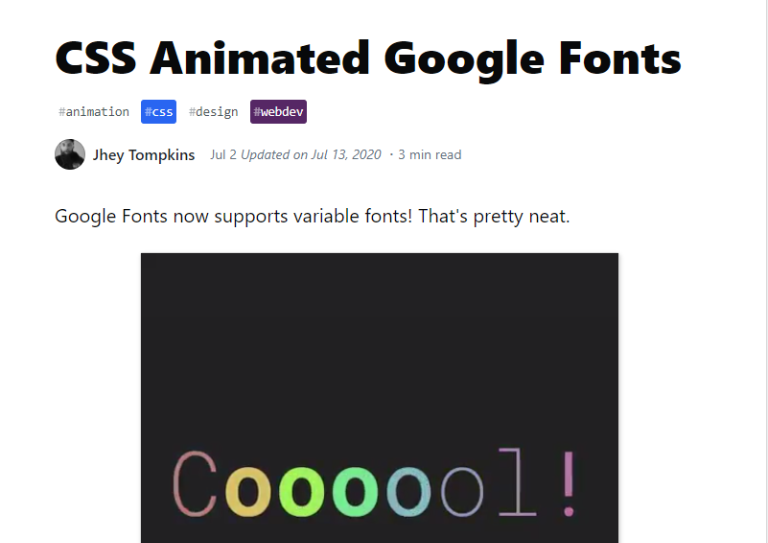 CSS Animated Google Fonts
#animation #css #design #webdev
Jhey Tompkins Jul 2 Updated on Jul 13, 2020 ・3 min read
Google Fonts now supports variable fonts! That's pretty neat.
Cooooool!